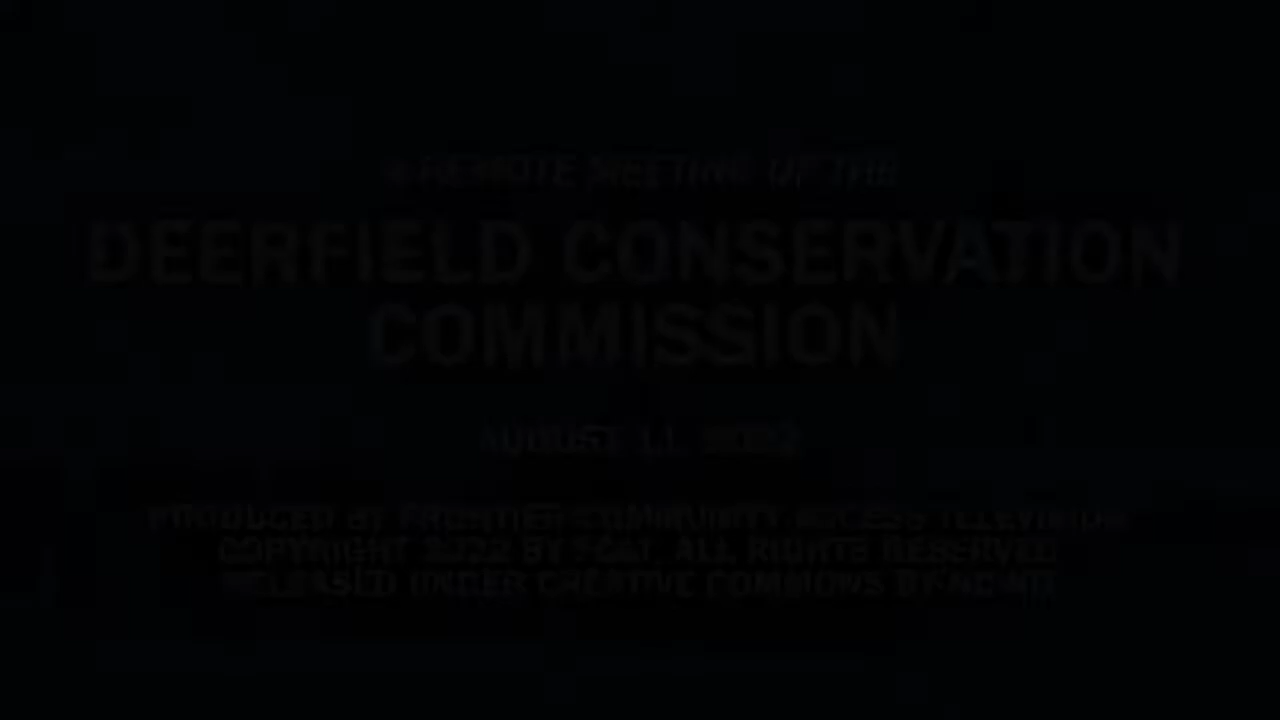 A REMOTE MEETING OF THE
DEERFIELD CONSERVATION
COMMISSION
AUGUST 11, 2022
PRODUCED BY FRONTIER COMMUNITY ACCESS TELEVISION
COPYRIGHT 2022 BY FCAT, ALL RIGHTS RESERVED
RELEASED UNDER CREATIVE COMMONS BY-NC-ND